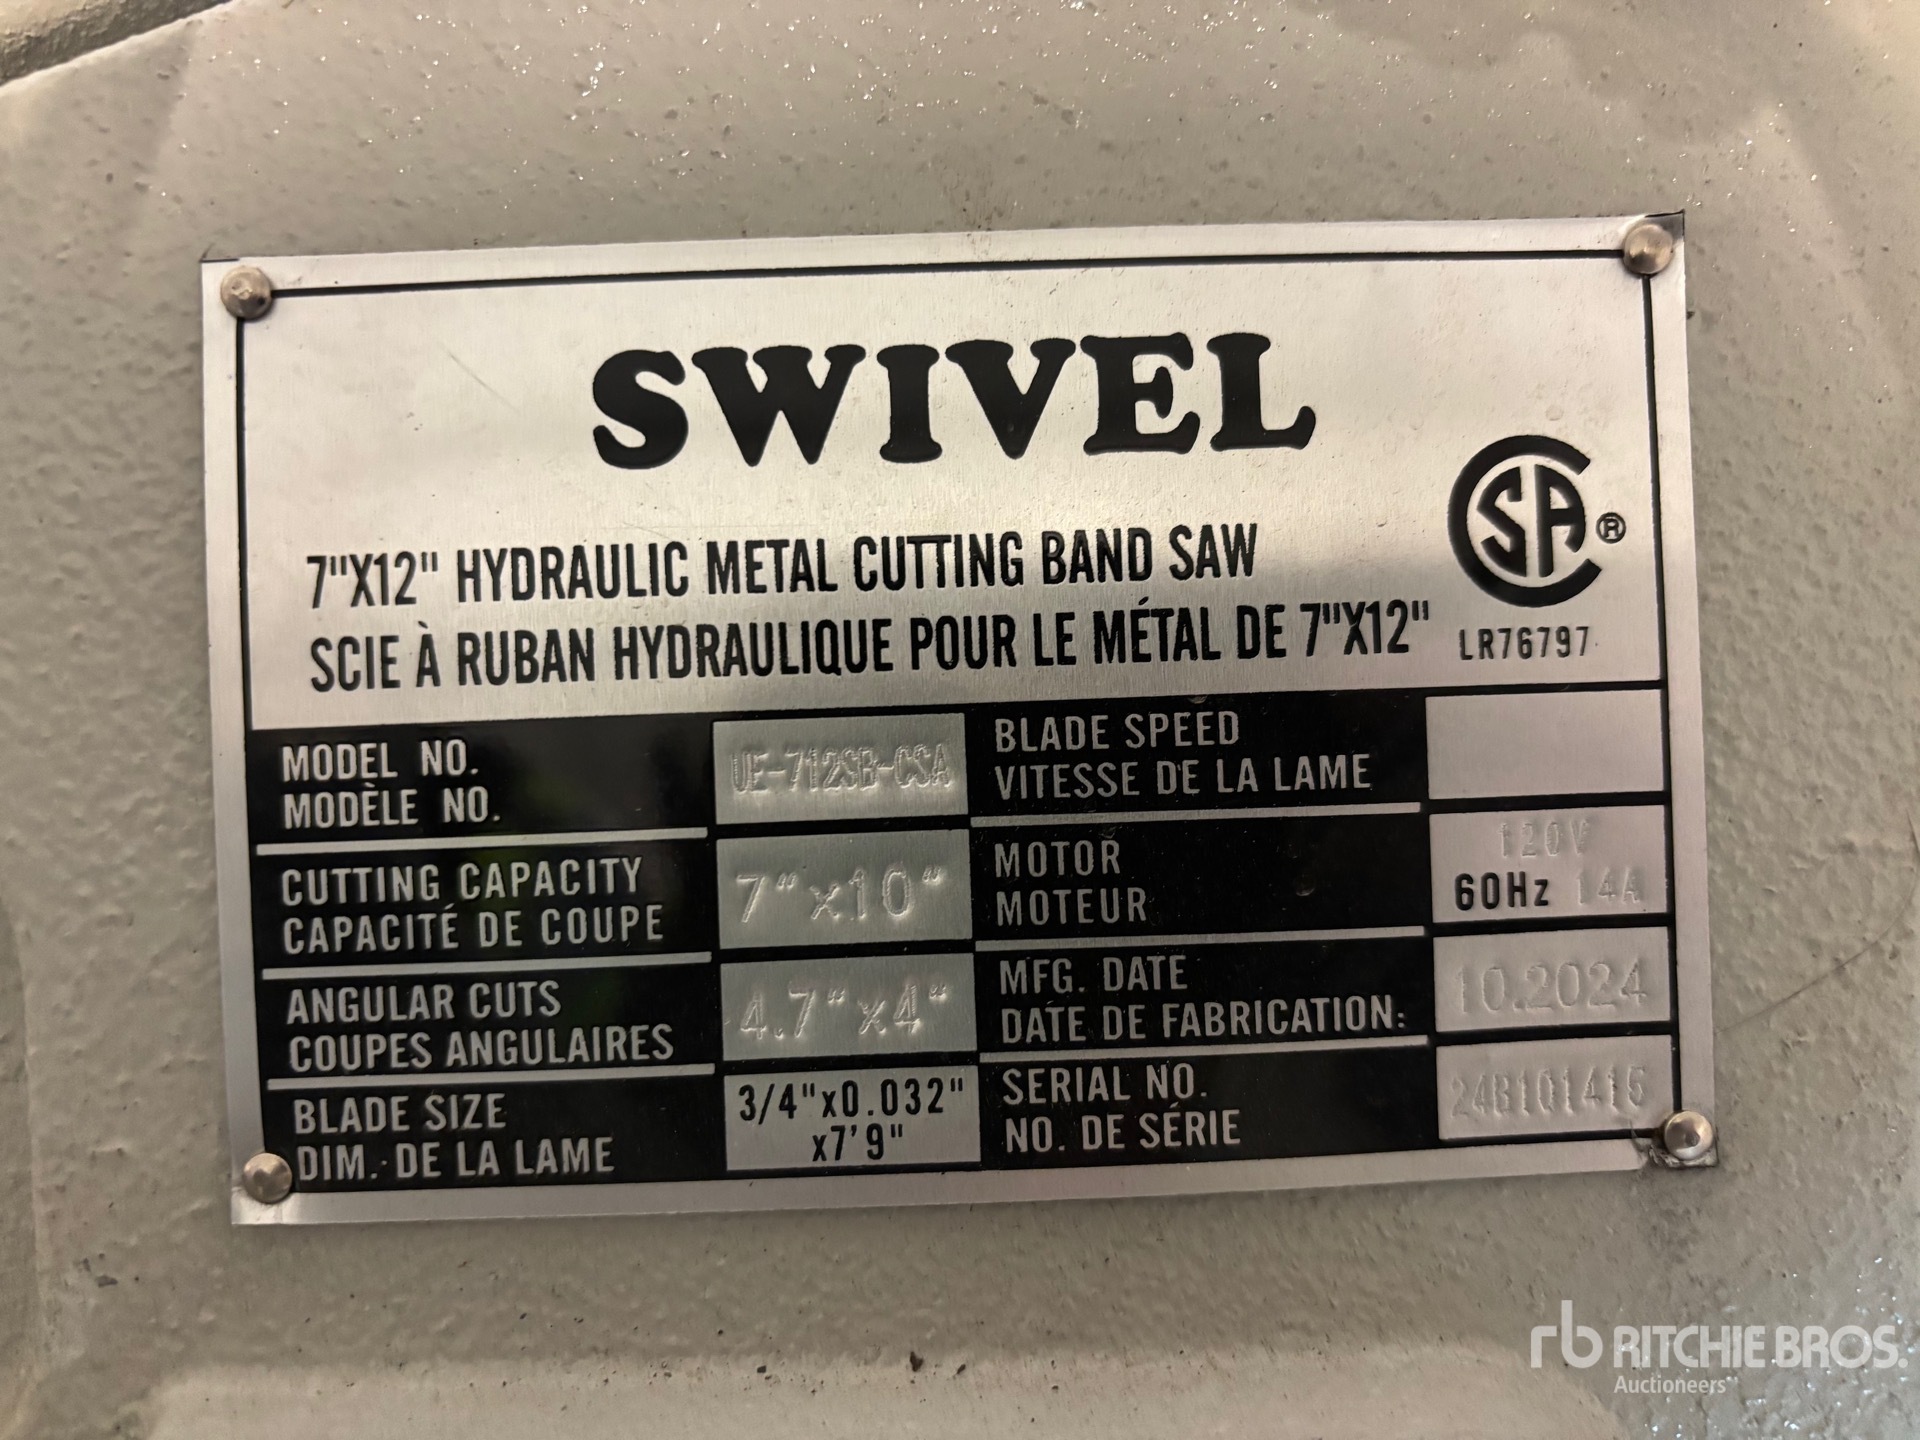 SWIVEL
CSA®
7"X12" HYDRAULIC METAL CUTTING BAND SAW
SCIE À RUBAN HYDRAULIQUE POUR LE MÉTAL DE 7"X12"
LR76797
MODEL NO.
MODÈLE NO.
UE-712SB-CSA
BLADE SPEED
VITESSE DE LA LAME
CUTTING CAPACITY
CAPACITÉ DE COUPE
7"x10"
MOTOR
MOTEUR
120V
60Hz 14A
ANGULAR CUTS
COUPES ANGULAIRES
4.7"x4"
MFG. DATE
DATE DE FABRICATION:
10.2024
BLADE SIZE
DIM. DE LA LAME
3/4"x0.032"
x7'9"
SERIAL NO.
NO. DE SÉRIE
24B101415
rb RITCHIE BROS.
Auctioneers